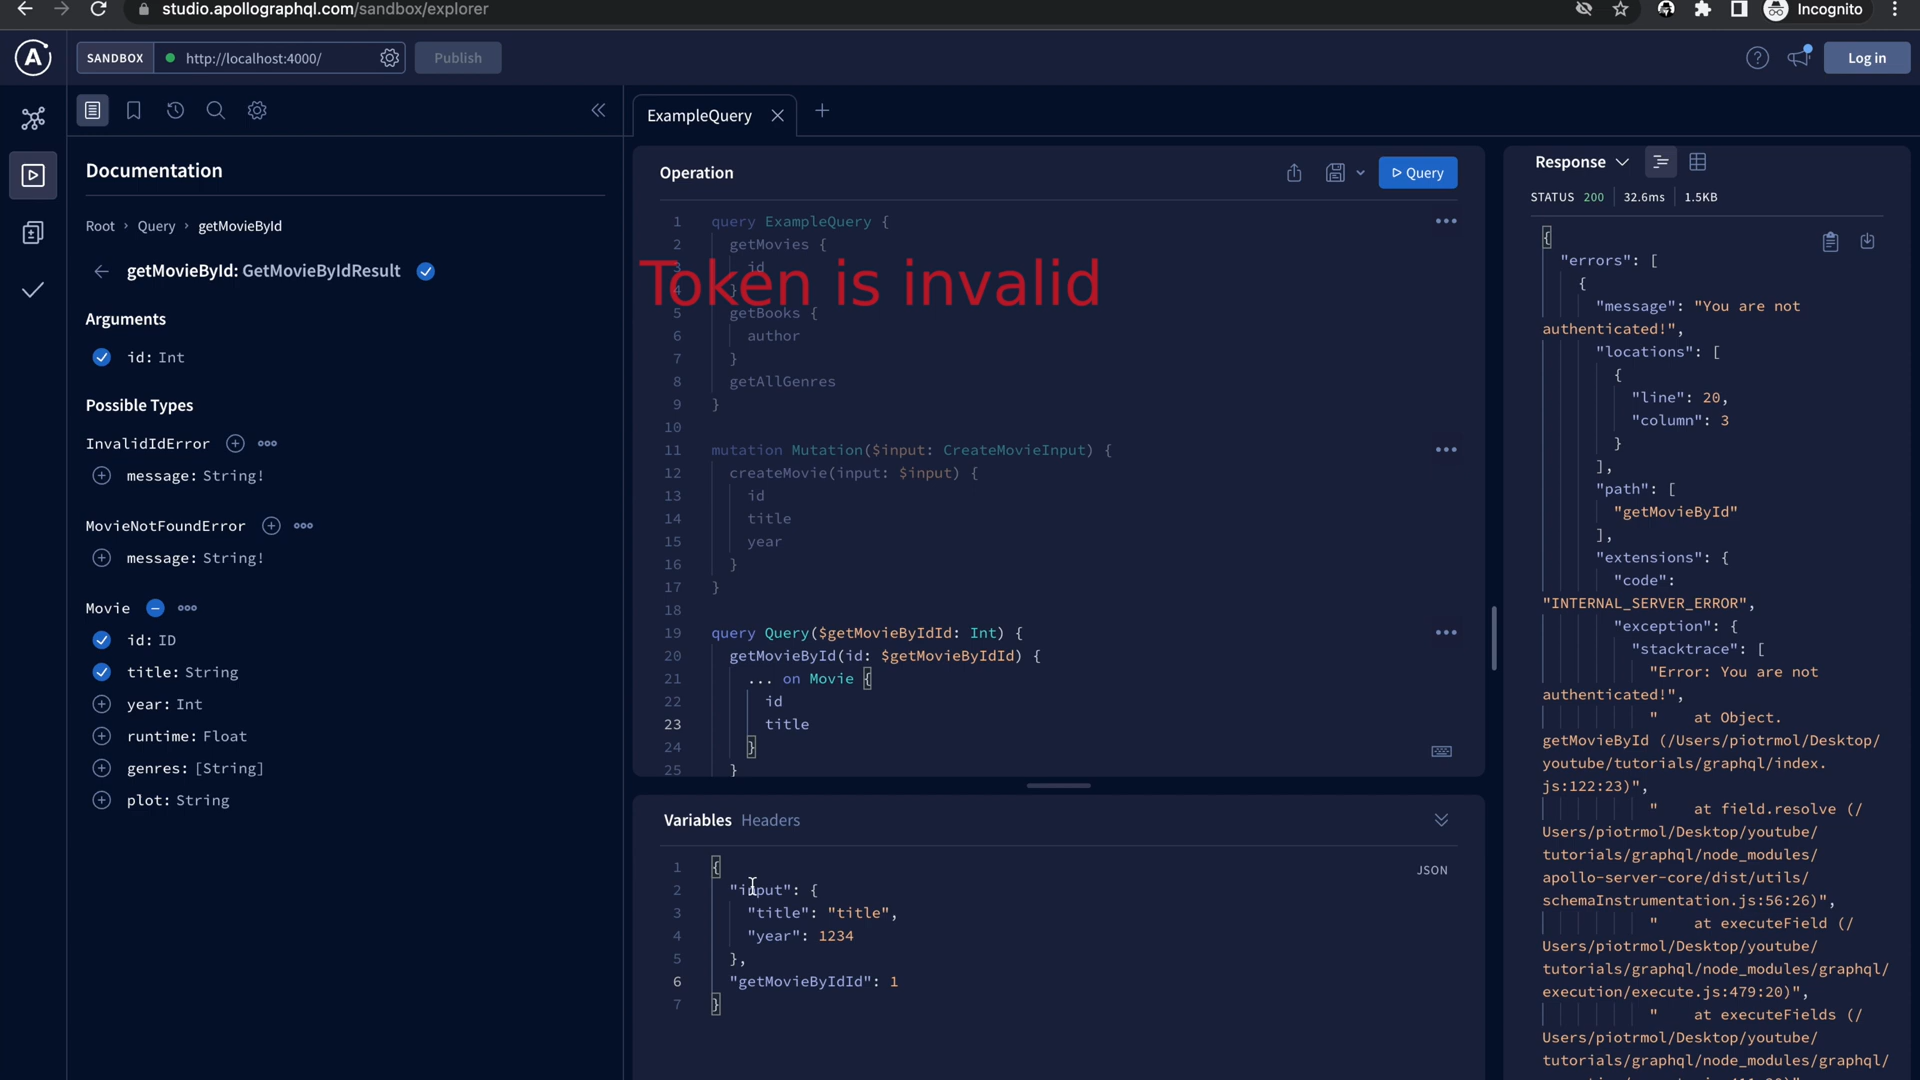 studio.apollographql.com/sandbox/explorer
Incognito
SANDBOX
http://localhost:4000/
Publish
Log in
Documentation
Root › Query › getMovieById
getMovieById: GetMovieByIdResult
Arguments
id: Int
Possible Types
InvalidIdError
message: String!
MovieNotFoundError
message: String!
Movie
id: ID
title: String
year: Int
runtime: Float
genres: [String]
plot: String
ExampleQuery
Operation
Query
Token is invalid
1 query ExampleQuery {
2 getMovies {
3 id
4 }
5 getBooks {
6 author
7 }
8 getAllGenres
9 }
10
11 mutation Mutation($input: CreateMovieInput) {
12 createMovie(input: $input) {
13 id
14 title
15 year
16 }
17 }
18
19 query Query($getMovieByIdId: Int) {
20 getMovieById(id: $getMovieByIdId) {
21 ... on Movie {
22 id
23 title
24 }
25 }
Variables Headers
JSON
1 {
2 "input": {
3 "title": "title",
4 "year": 1234
5 },
6 "getMovieByIdId": 1
7 }
Response
STATUS 200 32.6ms 1.5KB
{
"errors": [
{
"message": "You are not
authenticated!",
"locations": [
{
"line": 20,
"column": 3
}
],
"path": [
"getMovieById"
],
"extensions": {
"code":
"INTERNAL_SERVER_ERROR",
"exception": {
"stacktrace": [
"Error: You are not
authenticated!",
" at Object.
getMovieById (/Users/piotrmol/Desktop/
youtube/tutorials/graphql/index.
js:122:23)",
" at field.resolve (/
Users/piotrmol/Desktop/youtube/
tutorials/graphql/node_modules/
apollo-server-core/dist/utils/
schemaInstrumentation.js:56:26)",
" at executeField (/
Users/piotrmol/Desktop/youtube/
tutorials/graphql/node_modules/graphql/
execution/execute.js:479:20)",
" at executeFields (/
Users/piotrmol/Desktop/youtube/
tutorials/graphql/node_modules/graphql/